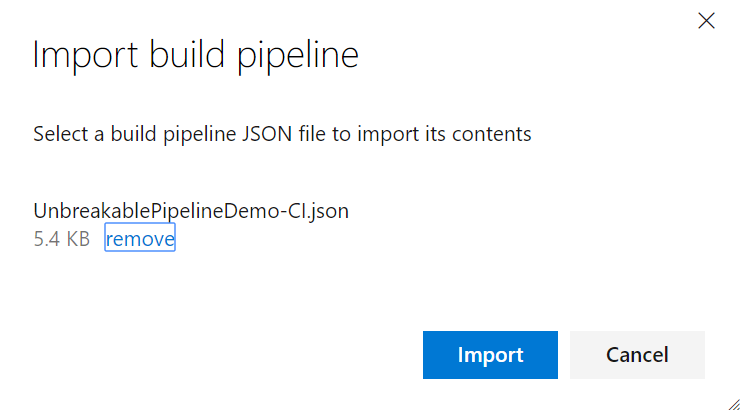 Import build pipeline
Select a build pipeline JSON file to import its contents
UnbreakablePipelineDemo-CI.json
5.4 KB remove
Import Cancel